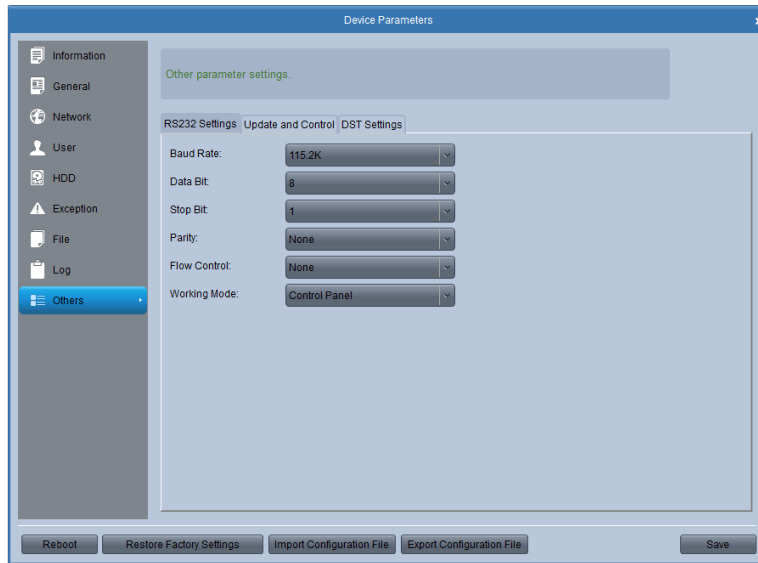 Device Parameters
Information
General
Network
User
HDD
Exception
File
Log
Others
Other parameter settings.
RS232 Settings Update and Control DST Settings
Baud Rate: 115.2K
Data Bit: 8
Stop Bit: 1
Parity: None
Flow Control: None
Working Mode: Control Panel
Reboot Restore Factory Settings Import Configuration File Export Configuration File Save